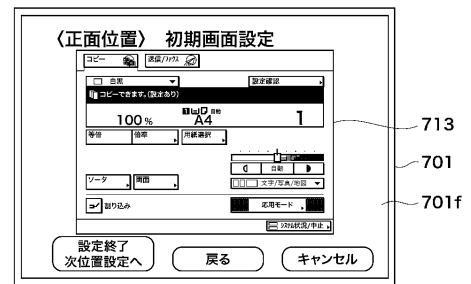 〈正面位置〉 初期画面設定
コピー 送信/ファクス
白黒 設定確認
コピーできます。(設定あり)
100% 自動 A4 1
等倍 倍率 用紙選択
自動
ソータ 両面 文字/写真/地図
割り込み 応用モード
システム状況/中止
設定終了
次位置設定へ
戻る
キャンセル
713
701
701f